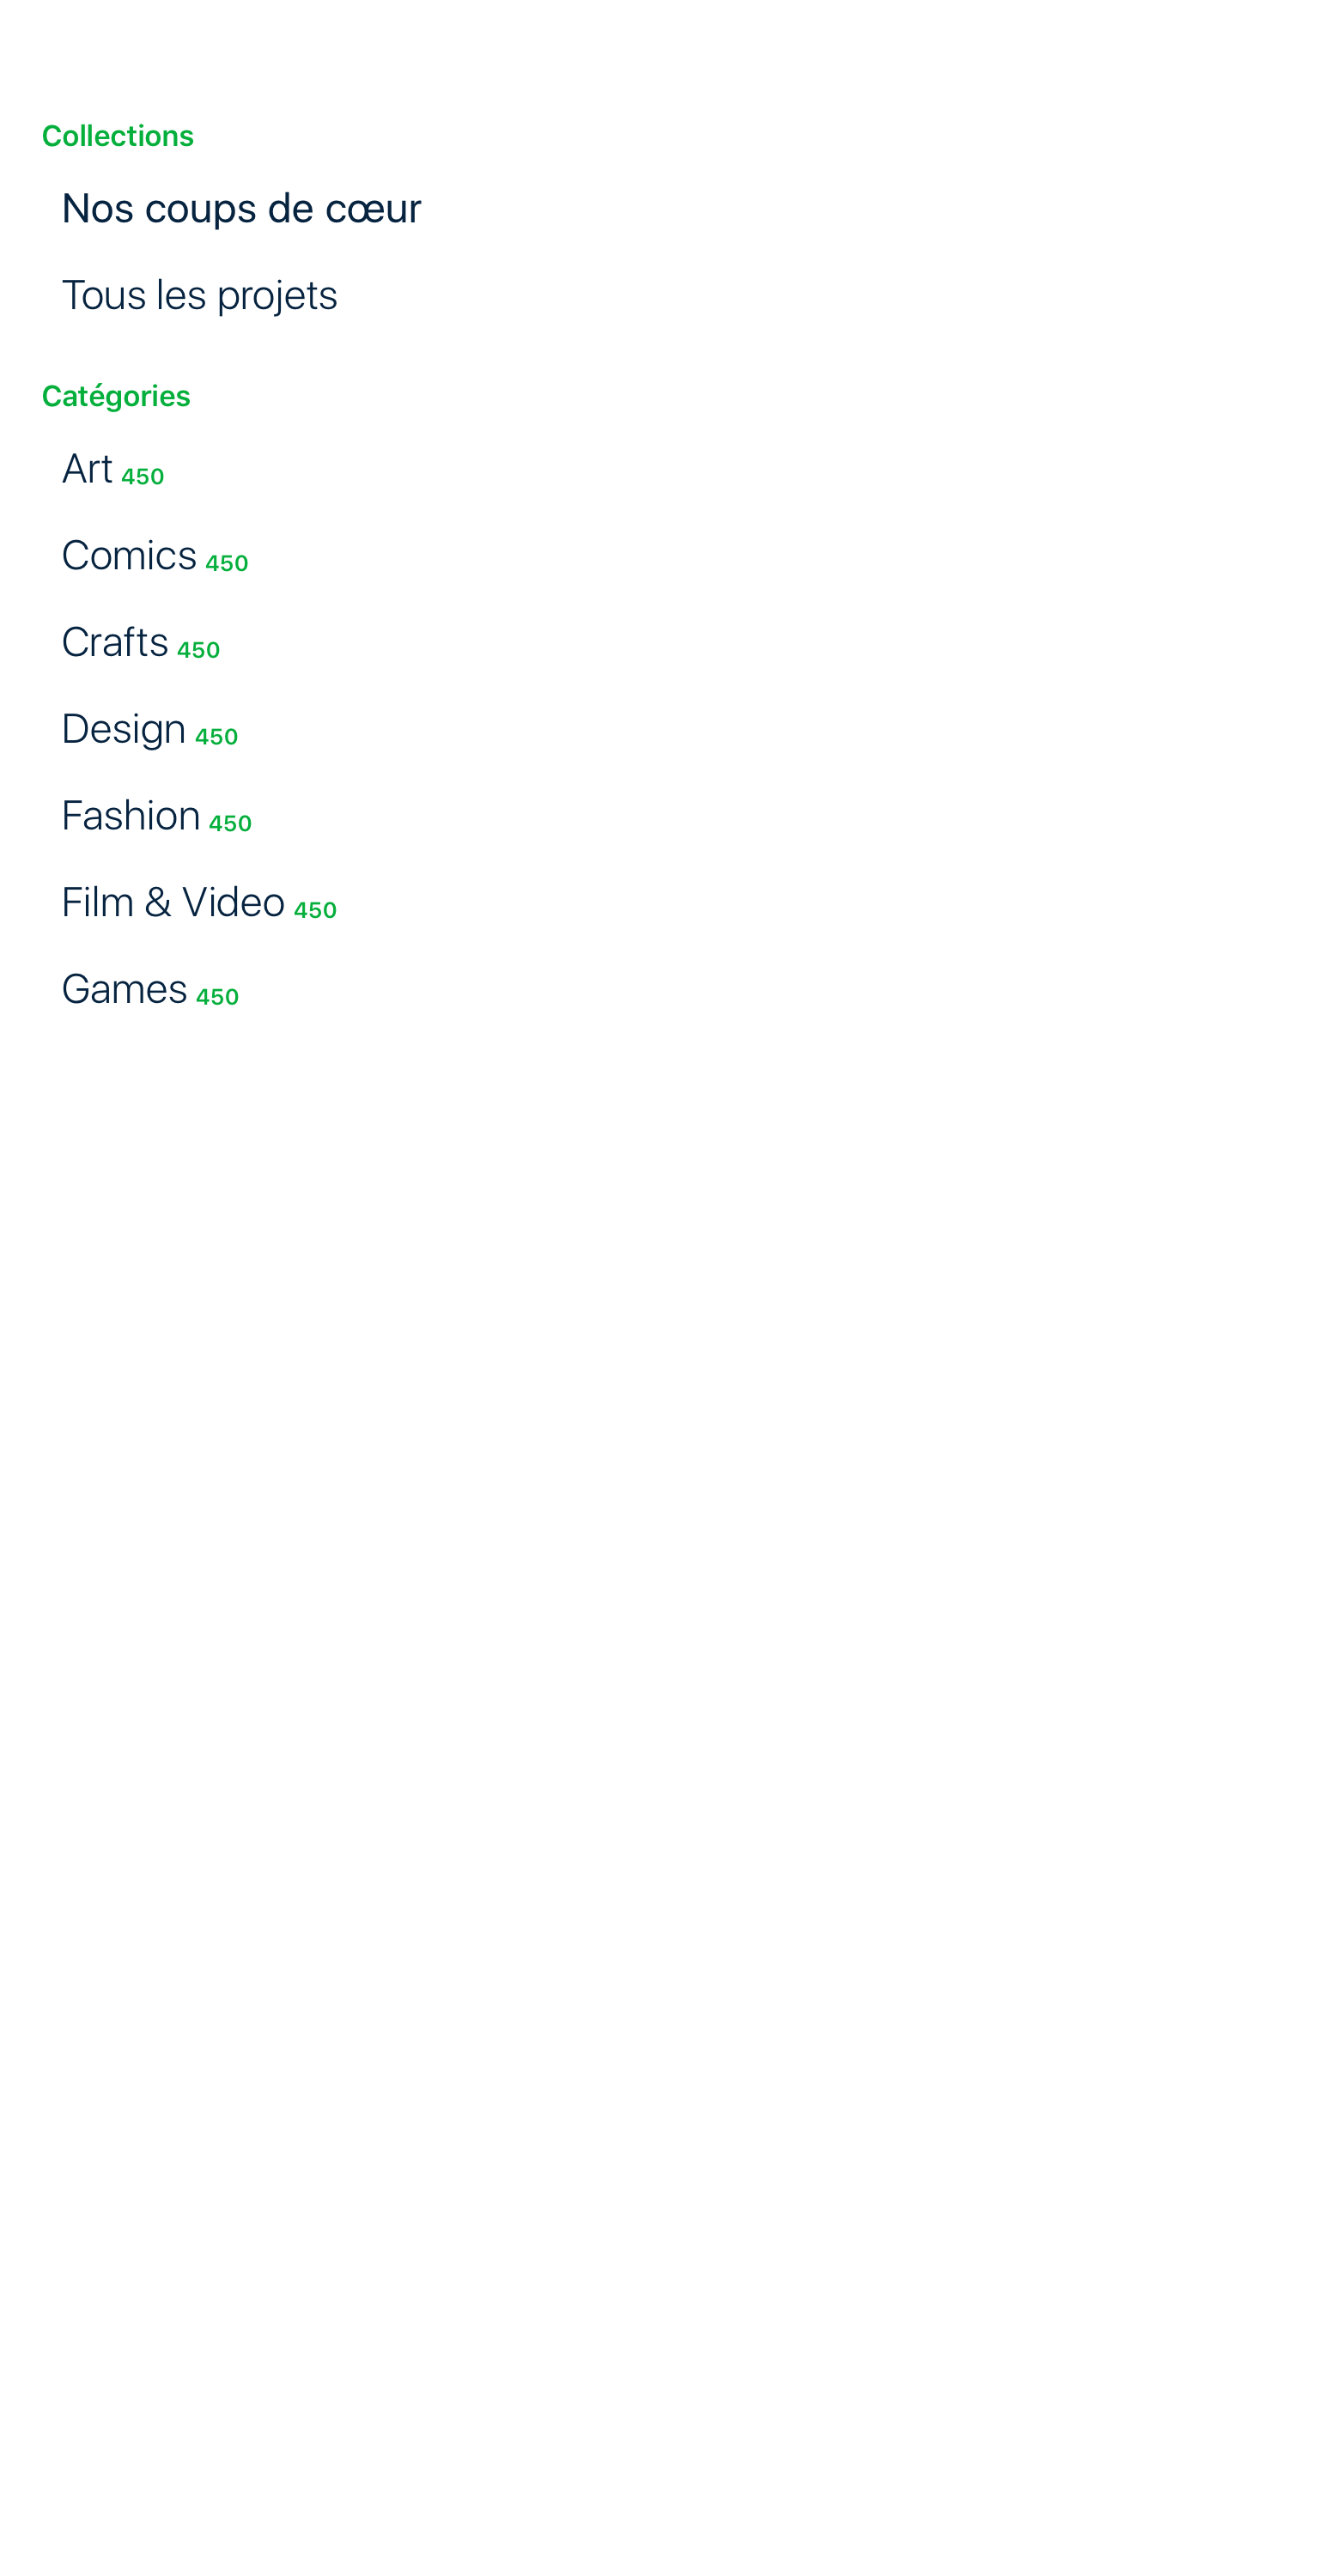 Collections
Nos coups de cœur
Tous les projets
Catégories
Art 450
Comics 450
Crafts 450
Design 450
Fashion 450
Film & Video 450
Games 450